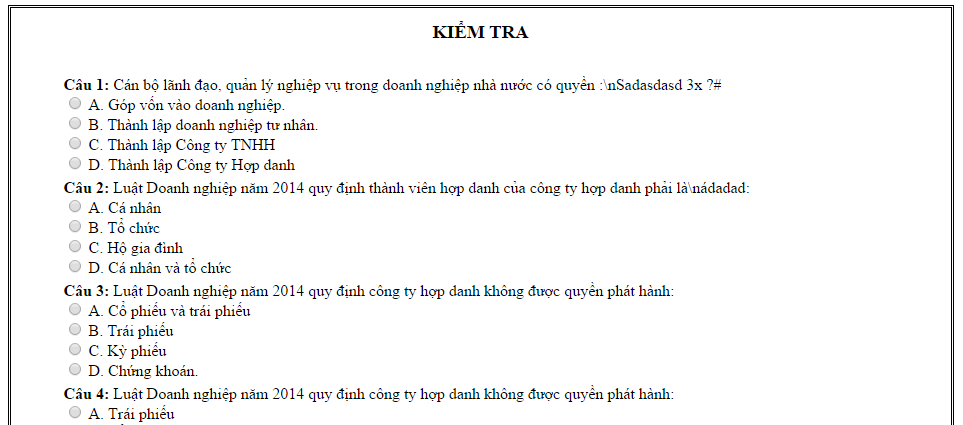 KIỂM TRA
Câu 1: Cán bộ lãnh đạo, quản lý nghiệp vụ trong doanh nghiệp nhà nước có quyền :\nSadasdasd 3x ?#
A. Góp vốn vào doanh nghiệp.
B. Thành lập doanh nghiệp tư nhân.
C. Thành lập Công ty TNHH
D. Thành lập Công ty Hợp danh
Câu 2: Luật Doanh nghiệp năm 2014 quy định thành viên hợp danh của công ty hợp danh phải là\nádadad:
A. Cá nhân
B. Tổ chức
C. Hộ gia đình
D. Cá nhân và tổ chức
Câu 3: Luật Doanh nghiệp năm 2014 quy định công ty hợp danh không được quyền phát hành:
A. Cổ phiếu và trái phiếu
B. Trái phiếu
C. Kỳ phiếu
D. Chứng khoán.
Câu 4: Luật Doanh nghiệp năm 2014 quy định công ty hợp danh không được quyền phát hành:
A. Trái phiếu